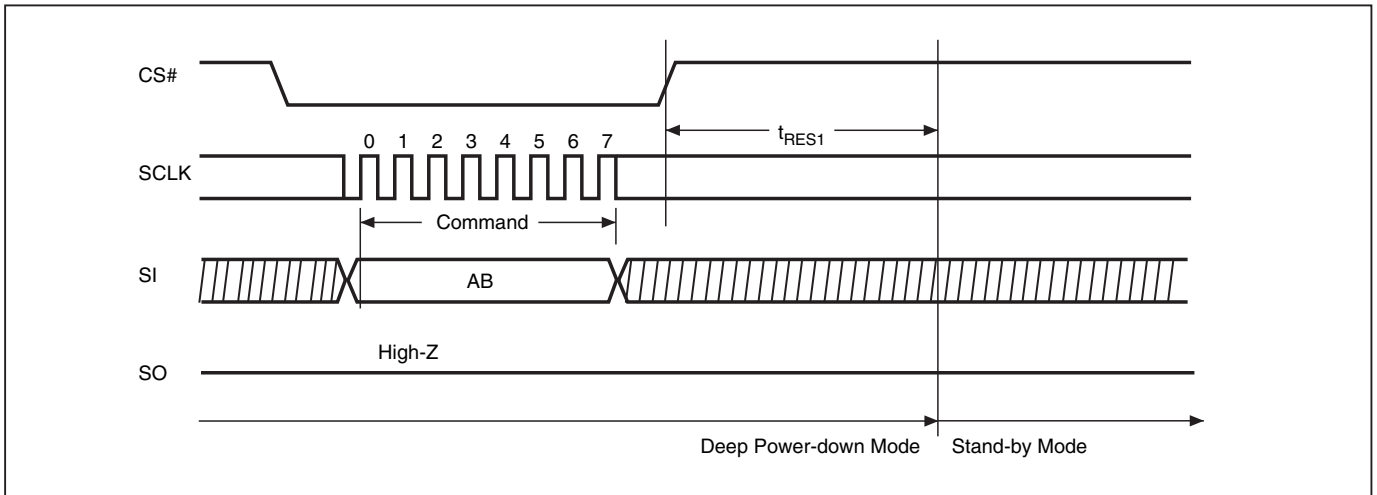 CS#
tRES1
0 1 2 3 4 5 6 7
SCLK
Command
SI
AB
High-Z
SO
Deep Power-down Mode
Stand-by Mode